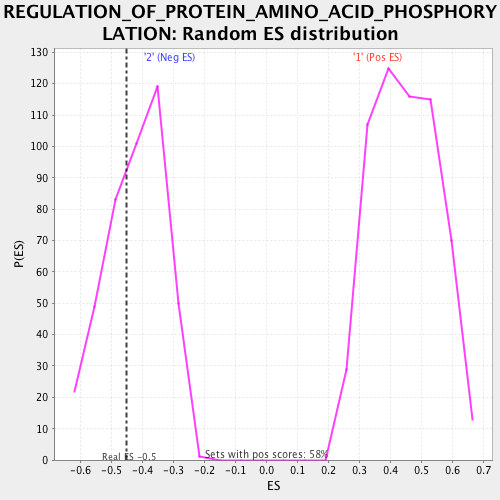 REGULATION_OF_PROTEIN_AMINO_ACID_PHOSPHORY
LATION: Random ES distribution
'2' (Neg ES)
'1' (Pos ES)
130
120
110
100
90
80
70
60
50
40
30
20
10
0
P(ES)
Real ES -0.5
Sets with pos scores: 58%
-0.6 -0.5 -0.4 -0.3 -0.2 -0.1 0.0 0.1 0.2 0.3 0.4 0.5 0.6 0.7
ES